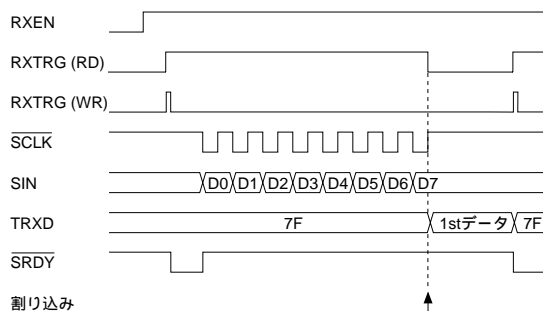 RXEN
RXTRG (RD)
RXTRG (WR)
SCLK
SIN D0 D1 D2 D3 D4 D5 D6 D7
TRXD 7F 1stデータ 7F
SRDY
割り込み